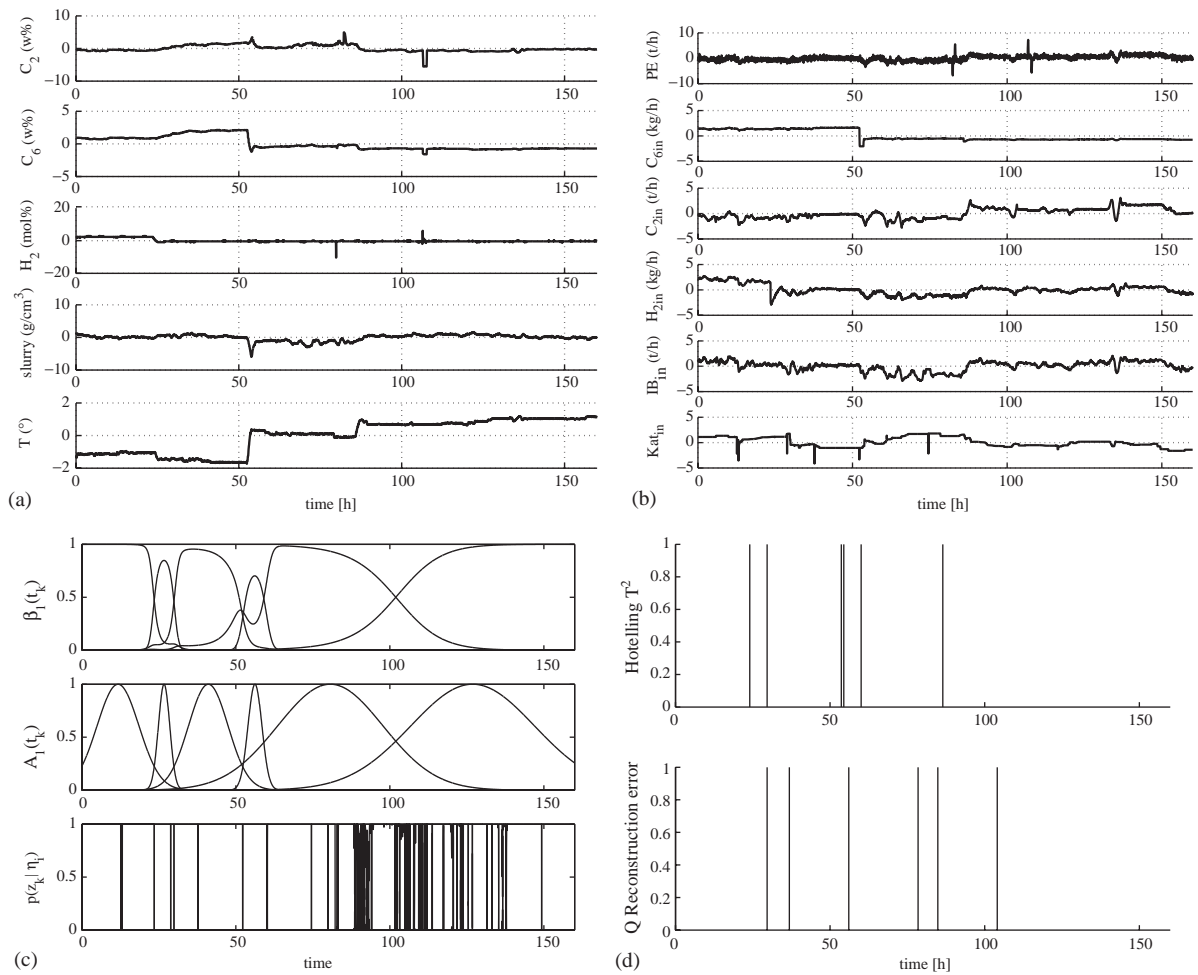 10
0
−10
C2 (w%)
0 50 100 150
5
0
−5
C6 (w%)
0 50 100 150
20
0
−20
H2 (mol%)
0 50 100 150
10
0
−10
slurry (g/cm3)
0 50 100 150
2
0
−2
T (°)
0 50 100 150
time [h]
(a)
10
0
−10
PE (t/h)
0 50 100 150
5
0
−5
C6in (kg/h)
0 50 100 150
5
0
−5
C2in (t/h)
0 50 100 150
5
0
−5
H2in (kg/h)
0 50 100 150
5
0
−5
IBin (t/h)
0 50 100 150
5
0
−5
Katin
0 50 100 150
time [h]
(b)
1
0.5
0
β1(tk)
0 50 100 150
1
0.5
0
A1(tk)
0 50 100 150
1
0.5
0
p(zk| ηi)
0 50 100 150
time
(c)
1
0.8
0.6
0.4
0.2
0
Hotelling T2
0 50 100 150
1
0.8
0.6
0.4
0.2
0
Q Reconstruction error
0 50 100 150
time [h]
(d)